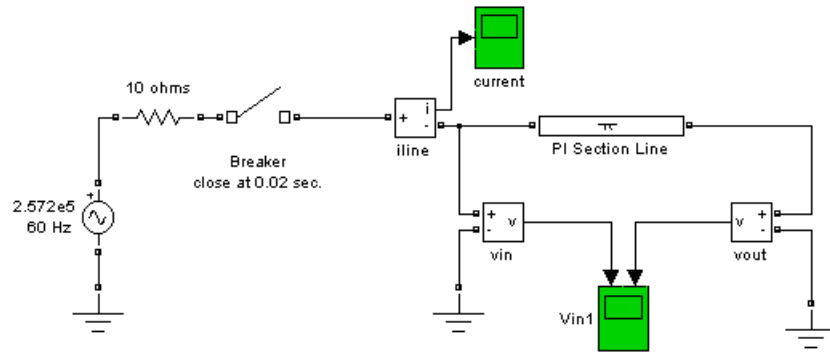 current
10 ohms
i
+
-
iline
PI Section Line
Breaker
close at 0.02 sec.
2.572e5
60 Hz
+
+
-
v
vin
v
+
-
vout
Vin1